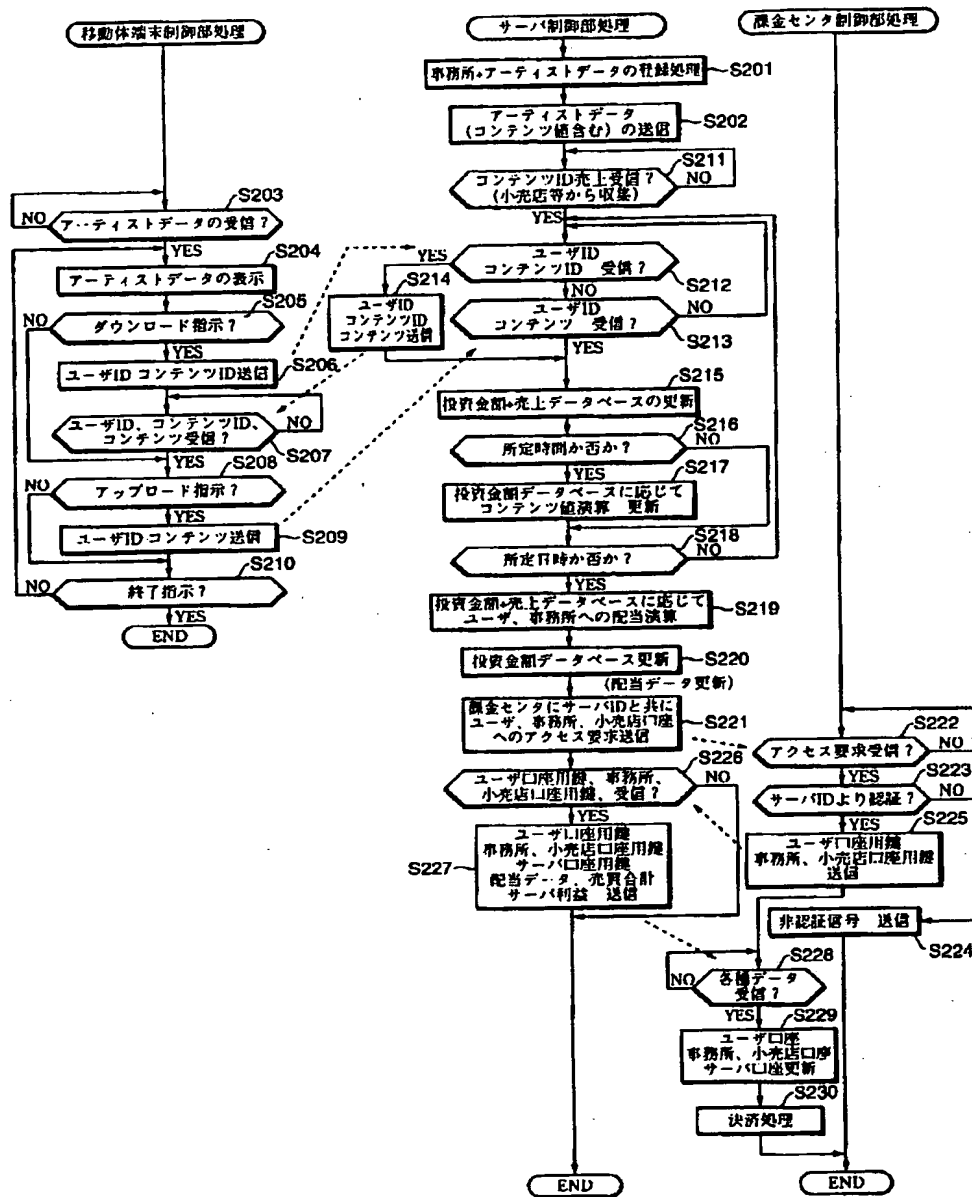 移動体端末制御部処理
NO
S203
アーティストデータの受信?
YES
S204
アーティストデータの表示
S205
NO
ダウンロード指示?
YES
S206
ユーザID コンテンツID送信
ユーザID、コンテンツID、
コンテンツ受信?
NO
S207
YES
S208
NO
アップロード指示?
YES
ユーザID コンテンツ送信
S209
S210
NO
終了指示?
YES
END
サーバ制御部処理
事務所+アーティストデータの登録処理
S201
アーティストデータ
(コンテンツ値含む)の送信
S202
S211
コンテンツID売上受信?
(小売店等から収集)
NO
YES
YES
ユーザID
コンテンツID 受信?
S212
S214
ユーザID
コンテンツID
コンテンツ送信
NO
ユーザID
コンテンツ 受信?
NO
S213
YES
S215
投資金額+売上データベースの更新
S216
所定時間か否か?
NO
YES
S217
投資金額データベースに応じて
コンテンツ値演算 更新
S218
所定日時か否か?
NO
YES
投資金額+売上データベースに応じて
ユーザ、事務所への配当演算
S219
投資金額データベース更新
S220
(配当データ更新)
課金センタにサーバIDと共に
ユーザ、事務所、小売店口座
へのアクセス要求送信
S221
S226
ユーザ口座用鍵、事務所、
小売店口座用鍵、受信?
NO
YES
S227
ユーザ口座用鍵
事務所、小売店口座用鍵
サーバ口座用鍵
配当データ、売買合計
サーバ利益 送信
END
課金センタ制御部処理
S222
アクセス要求受信?
NO
YES
S223
サーバIDより認証?
NO
YES
S225
ユーザ口座用鍵
事務所、小売店口座用鍵
送信
非認証信号 送信
S224
S228
各種データ
受信?
NO
YES
S229
ユーザ口座
事務所、小売店口座
サーバ口座更新
S230
決済処理
END